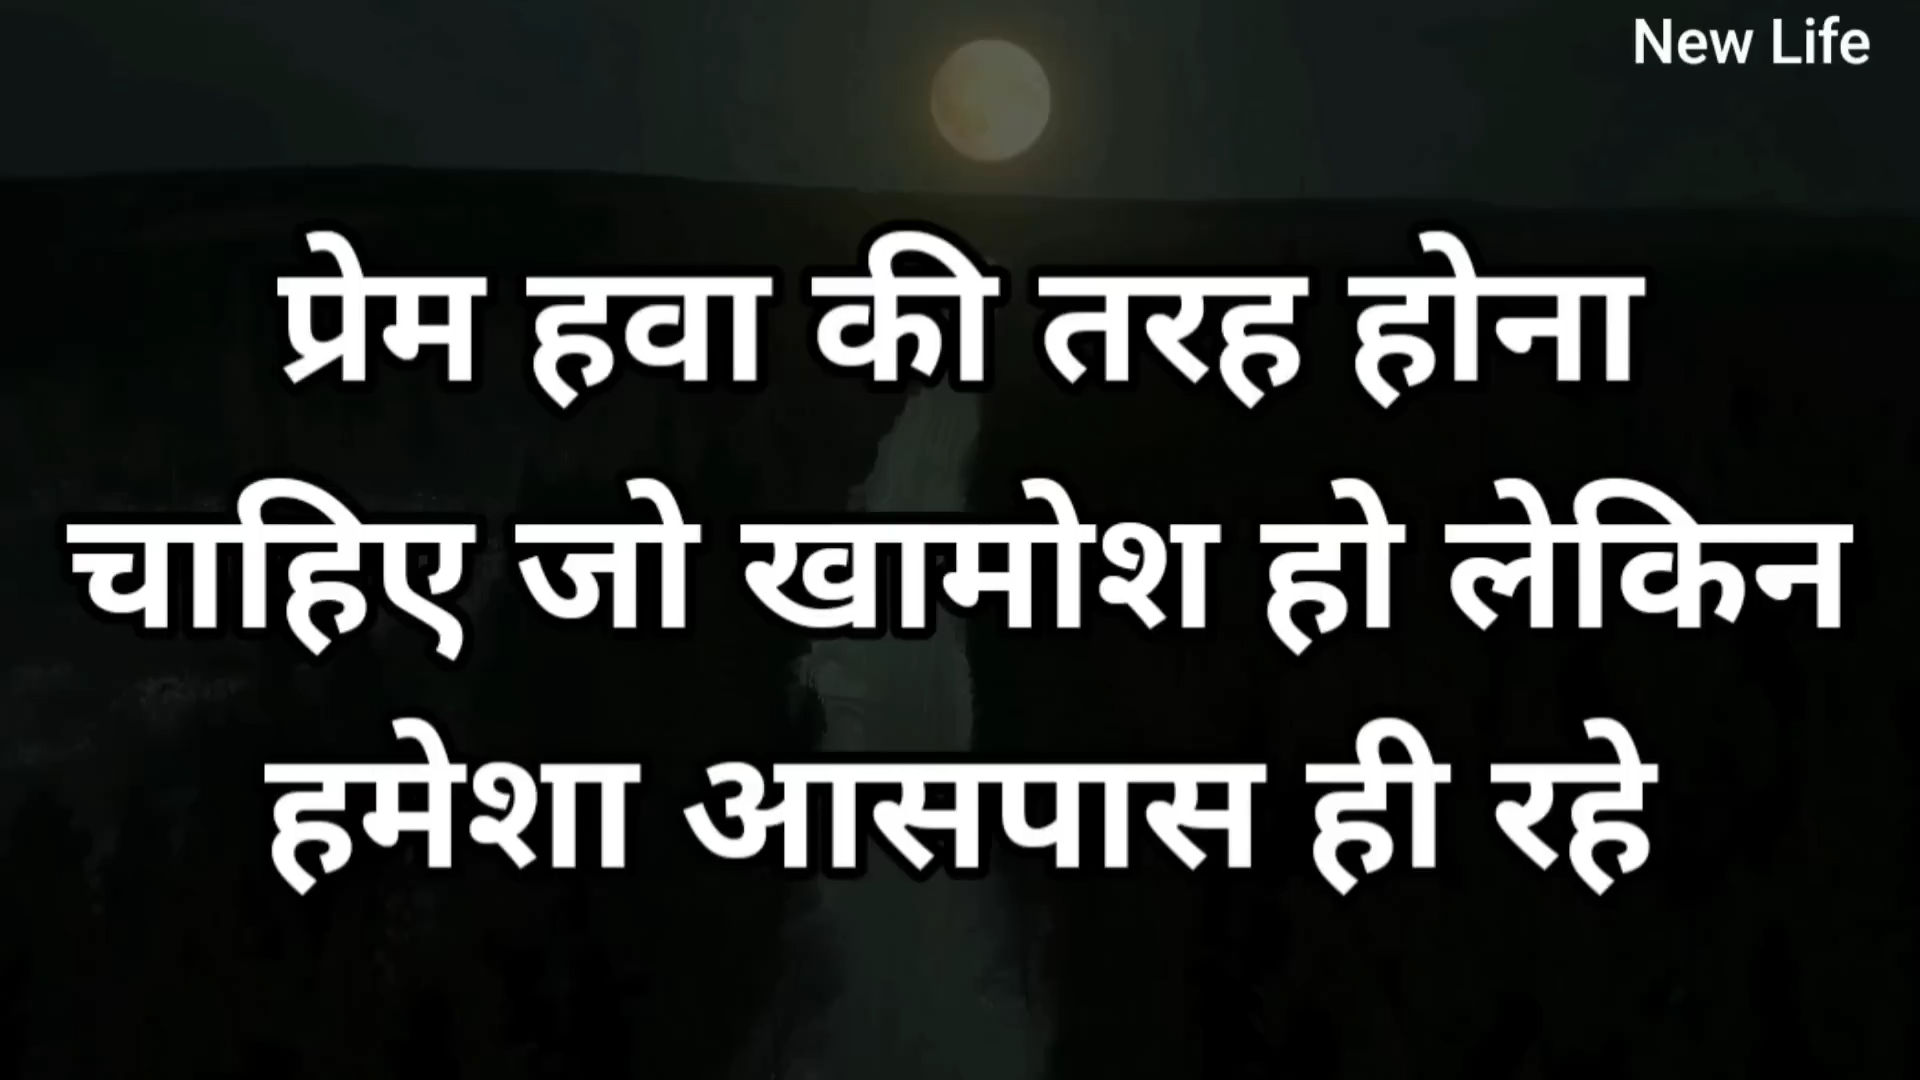 New Life
प्रेम हवा की तरह होना
चाहिए जो खामोश हो लेकिन
हमेशा आसपास ही रहे